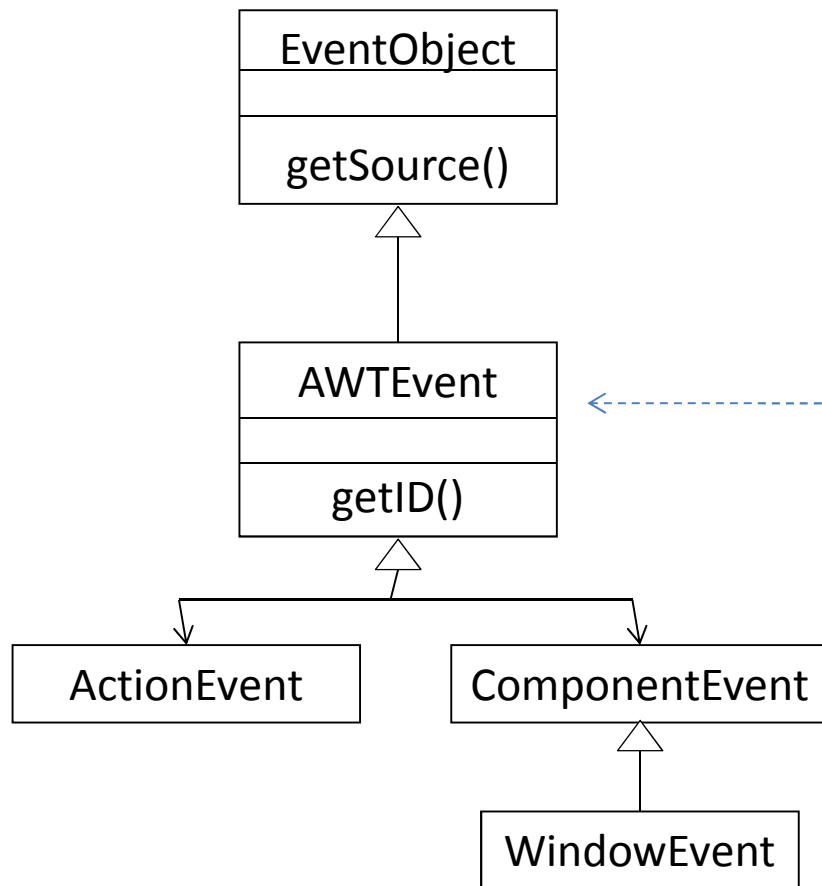 EventObject
getSource()
AWTEvent
getID()
ActionEvent
ComponentEvent
WindowEvent